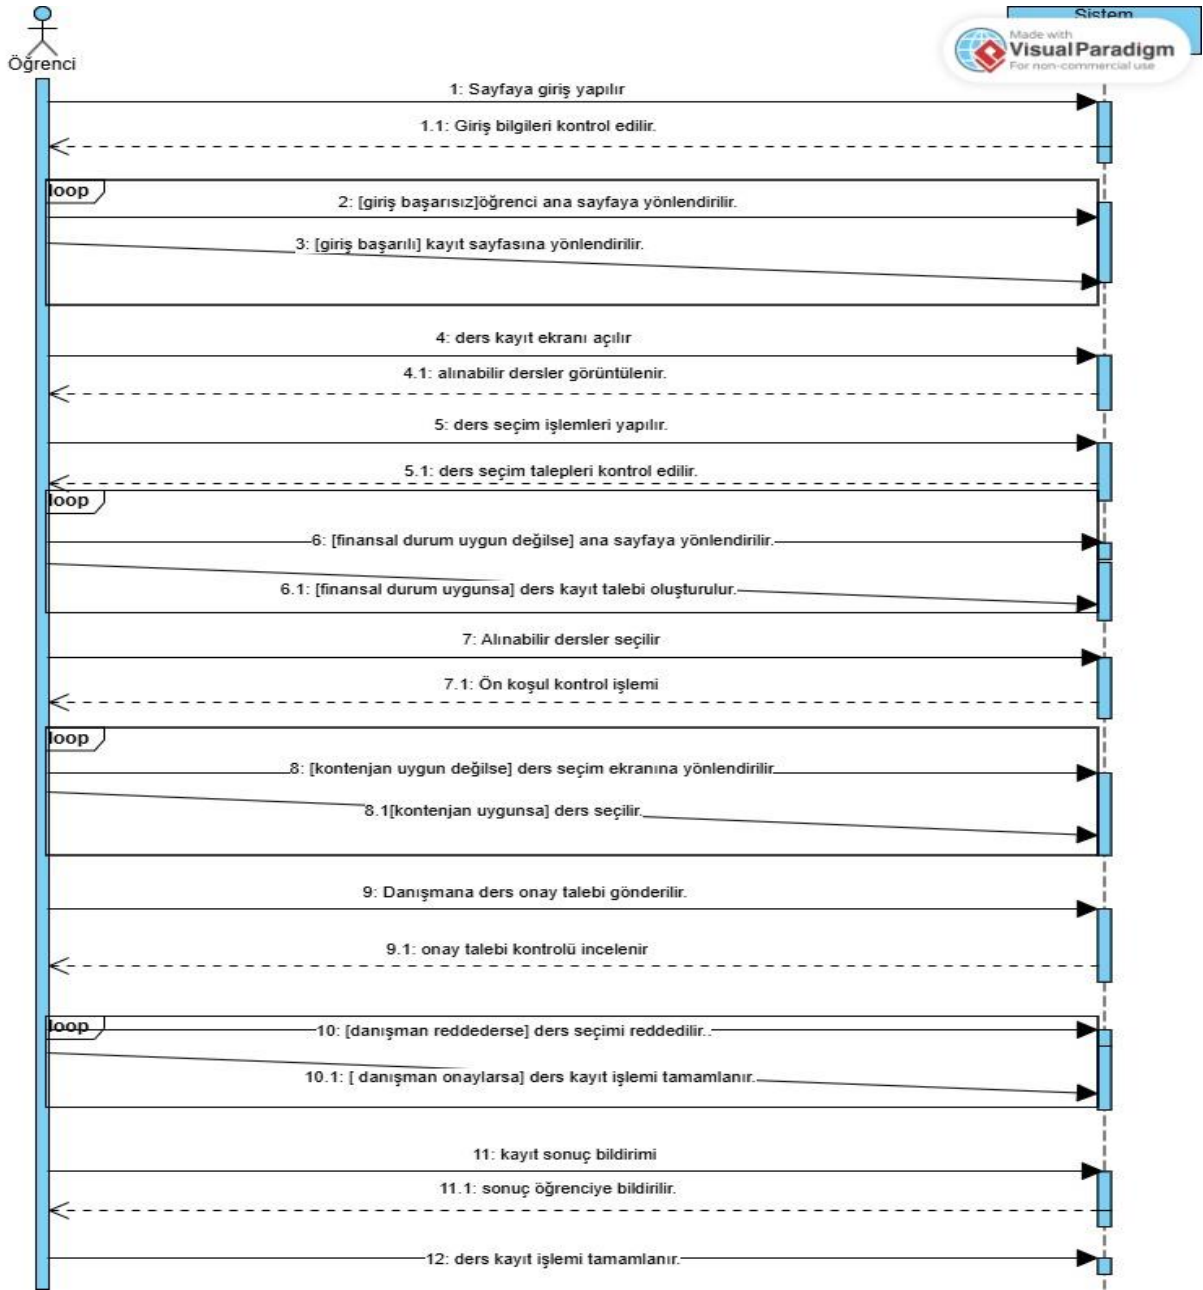 Öğrenci
Sistem
Made with
Visual Paradigm
For non-commercial use
1: Sayfaya giriş yapılır
1.1: Giriş bilgileri kontrol edilir.
loop
2: [giriş başarısız]öğrenci ana sayfaya yönlendirilir.
3: [giriş başarılı] kayıt sayfasına yönlendirilir.
4: ders kayıt ekranı açılır
4.1: alınabilir dersler görüntülenir.
5: ders seçim işlemleri yapılır.
5.1: ders seçim talepleri kontrol edilir.
loop
6: [finansal durum uygun değilse] ana sayfaya yönlendirilir.
6.1: [finansal durum uygunsa] ders kayıt talebi oluşturulur.
7: Alınabilir dersler seçilir
7.1: Ön koşul kontrol işlemi
loop
8: [kontenjan uygun değilse] ders seçim ekranına yönlendirilir
8.1[kontenjan uygunsa] ders seçilir.
9: Danışmana ders onay talebi gönderilir.
9.1: onay talebi kontrolü incelenir
loop
10: [danışman reddederse] ders seçimi reddedilir..
10.1: [ danışman onaylarsa] ders kayıt işlemi tamamlanır.
11: kayıt sonuç bildirimi
11.1: sonuç öğrenciye bildirilir.
12: ders kayıt işlemi tamamlanır.